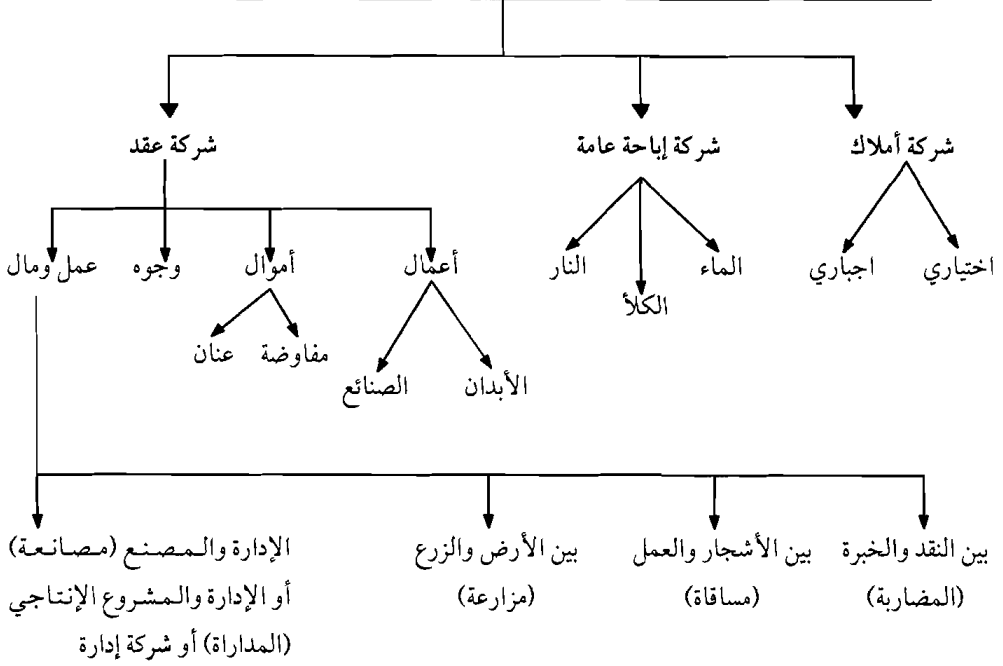 شركة أملاك
شركة إباحة عامة
شركة عقد
اختياري
اجباري
الماء
الكلأ
النار
أعمال
أموال
وجوه
عمل ومال
الأبدان
الصنائع
مفاوضة
عنان
بين النقد والخبرة
(المضاربة)
بين الأشجار والعمل
(مساقاة)
بين الأرض والزرع
(مزارعة)
الإدارة والمصنع (مصانعة)
أو الإدارة والمشروع الإنتاجي
(المداراة) أو شركة إدارة